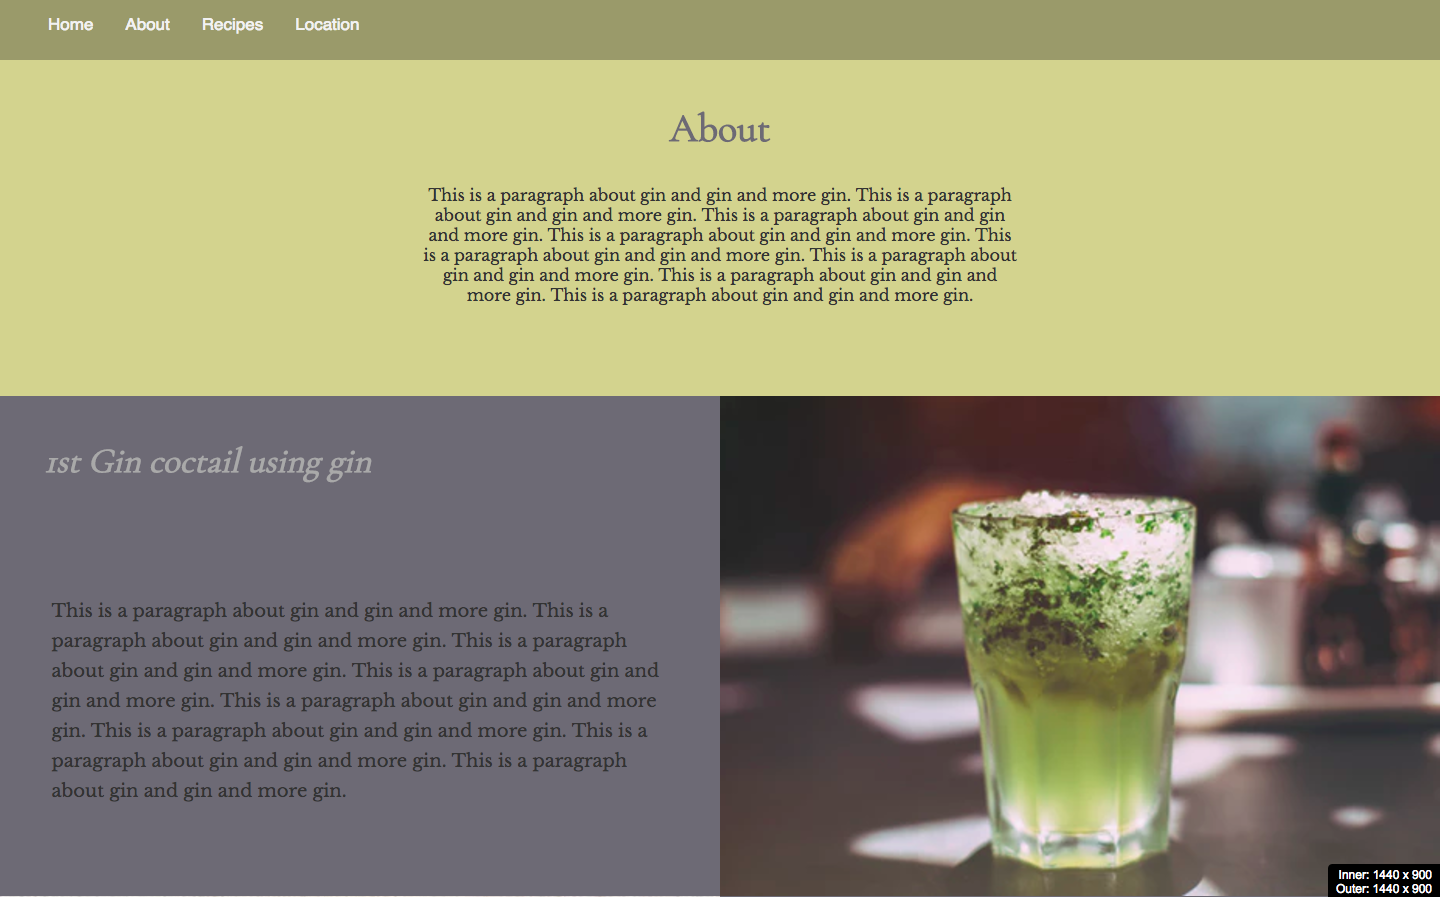 Home About Recipes Location
About
This is a paragraph about gin and gin and more gin. This is a paragraph
about gin and gin and more gin. This is a paragraph about gin and gin
and more gin. This is a paragraph about gin and gin and more gin. This
is a paragraph about gin and gin and more gin. This is a paragraph about
gin and gin and more gin. This is a paragraph about gin and gin and
more gin. This is a paragraph about gin and gin and more gin.
1st Gin coctail using gin
This is a paragraph about gin and gin and more gin. This is a
paragraph about gin and gin and more gin. This is a paragraph
about gin and gin and more gin. This is a paragraph about gin and
gin and more gin. This is a paragraph about gin and gin and more
gin. This is a paragraph about gin and gin and more gin. This is a
paragraph about gin and gin and more gin. This is a paragraph
about gin and gin and more gin.
Inner: 1440 x 900
Outer: 1440 x 900